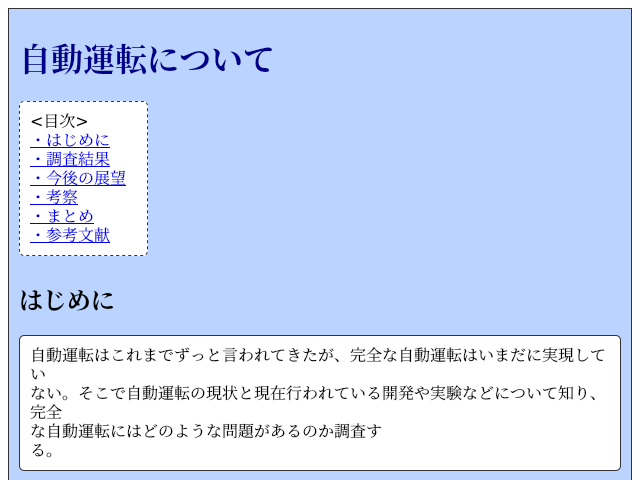 自動運転について
<目次>
・はじめに
・調査結果
・今後の展望
・考察
・まとめ
・参考文献
はじめに
自動運転はこれまでずっと言われてきたが、完全な自動運転はいまだに実現して
い
ない。そこで自動運転の現状と現在行われている開発や実験などについて知り、
完全
な自動運転にはどのような問題があるのか調査す
る。